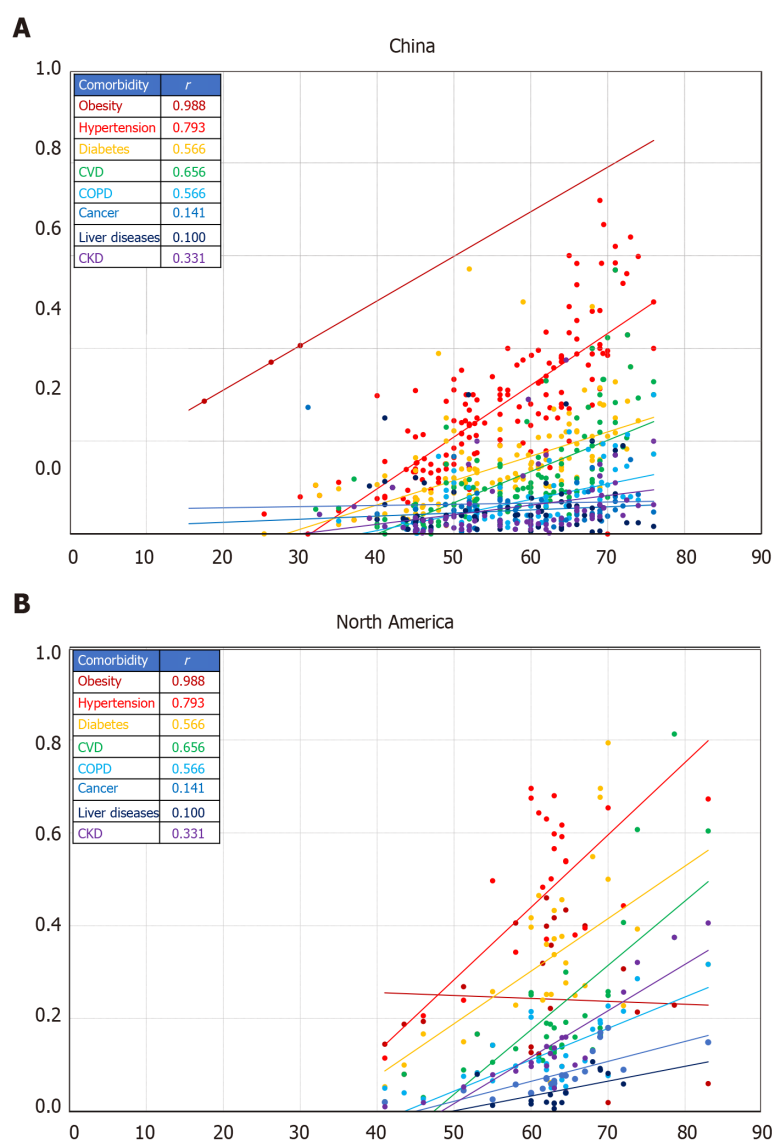 A
China
1.0
Comorbidity r
Obesity 0.988
Hypertension 0.793
Diabetes 0.566
CVD 0.656
COPD 0.566
Cancer 0.141
Liver diseases 0.100
CKD 0.331
0.8
0.6
0.4
0.2
0.0
0 10 20 30 40 50 60 70 80 90
B
North America
1.0
Comorbidity r
Obesity 0.988
Hypertension 0.793
Diabetes 0.566
CVD 0.656
COPD 0.566
Cancer 0.141
Liver diseases 0.100
CKD 0.331
0.8
0.6
0.4
0.2
0.0
0 10 20 30 40 50 60 70 80 90